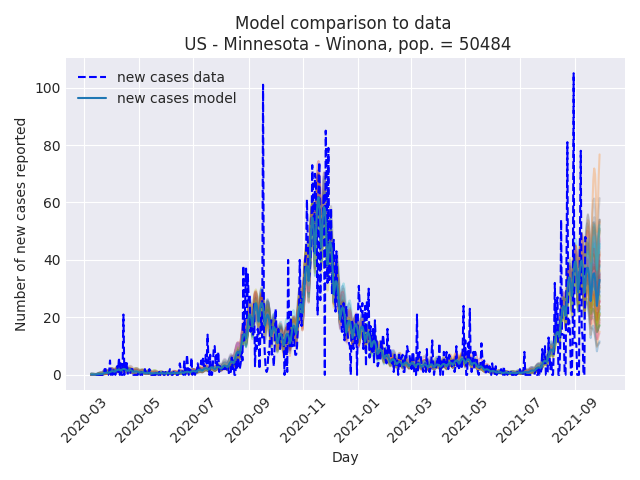 Model comparison to data
US - Minnesota - Winona, pop. = 50484
new cases data
new cases model
Number of new cases reported
100
80
60
40
20
0
2020-03
2020-05
2020-07
2020-09
2020-11
2021-01
2021-03
2021-05
2021-07
2021-09
Day